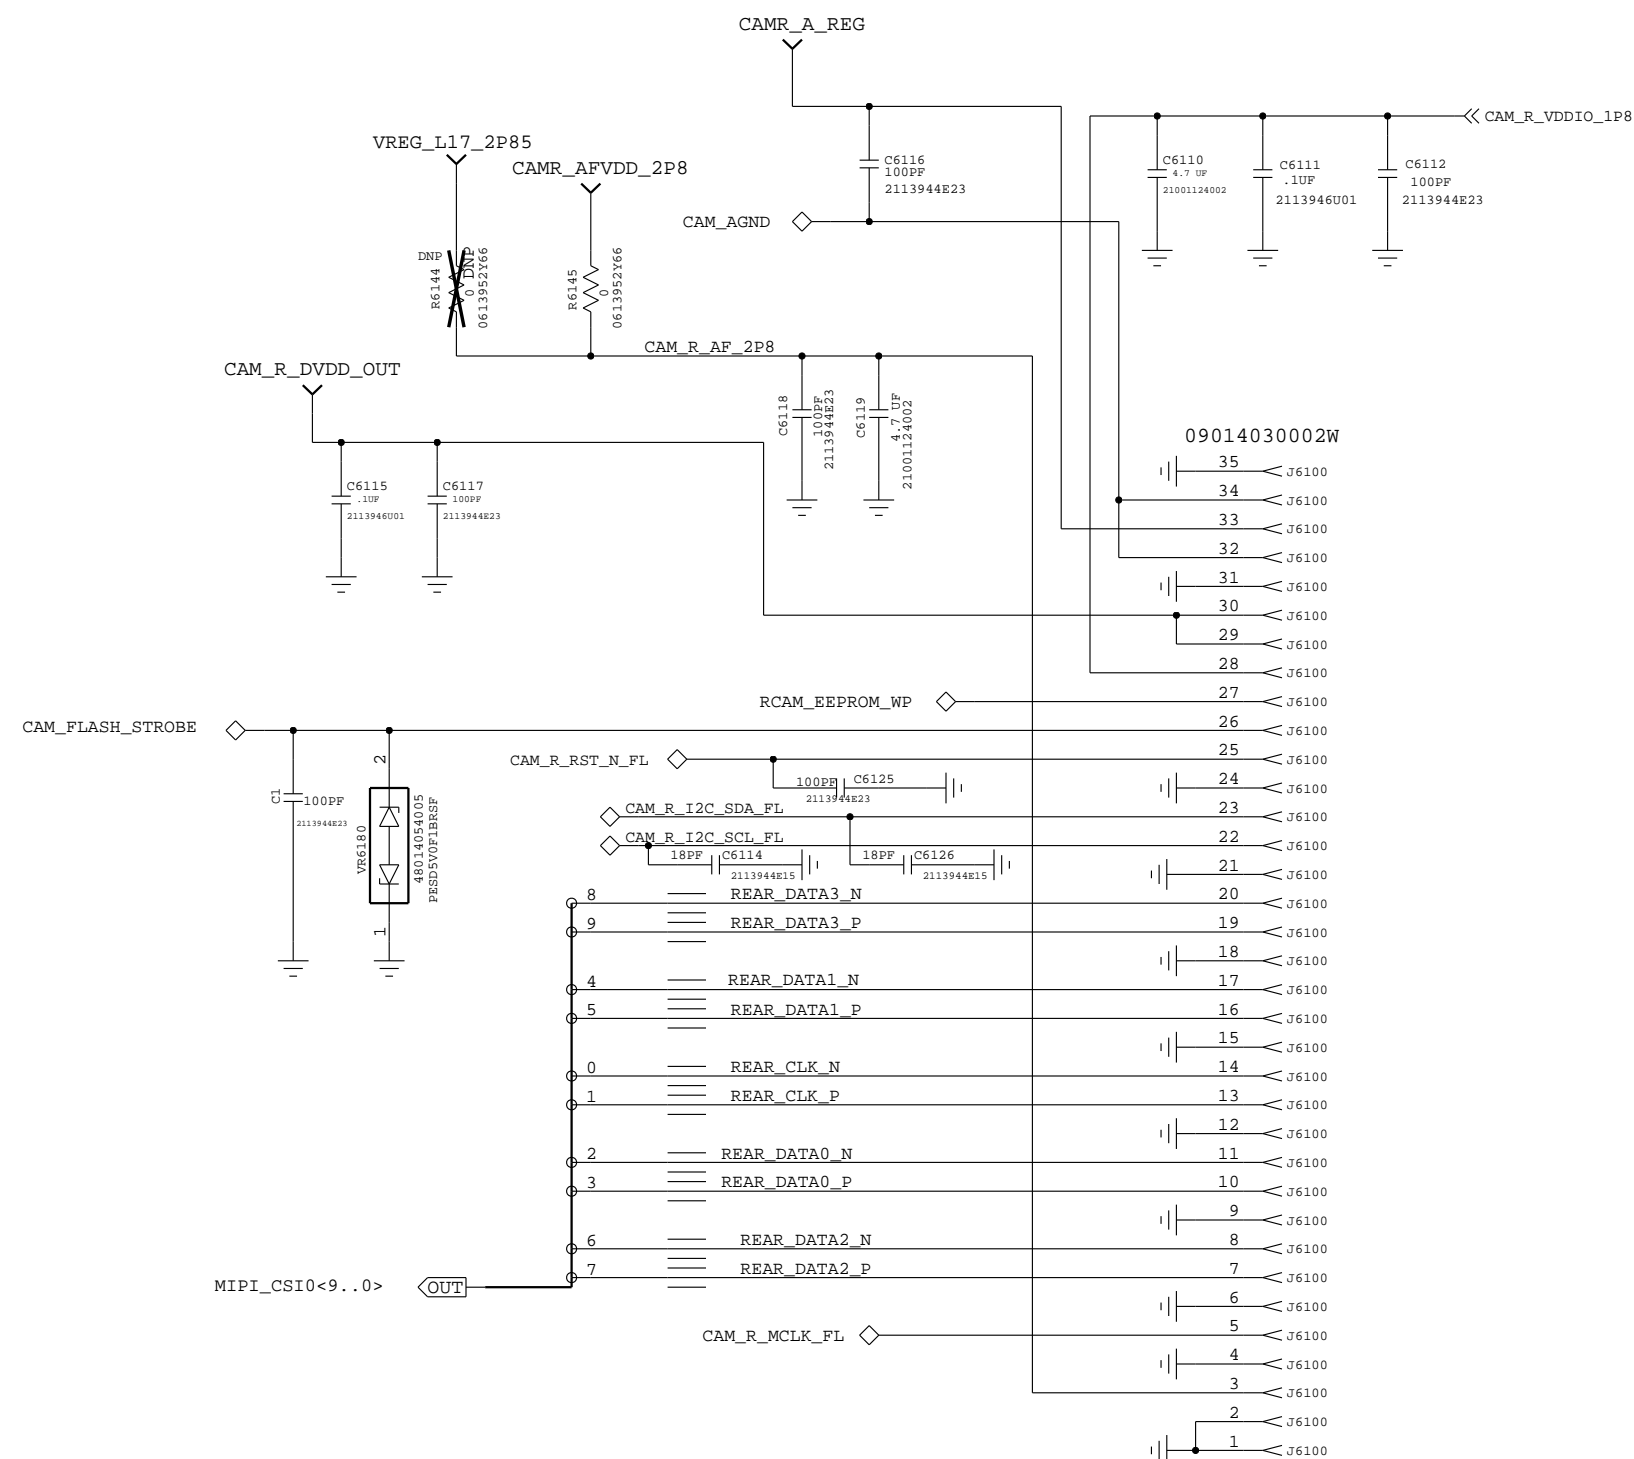 CAMR_A_REG
CAM_R_VDDIO_1P8
VREG_L17_2P85
CAMR_AFVDD_2P8
C6116
100PF
2113944E23
C6110
4.7 UF
21001124002
C6111
.1UF
2113946U01
C6112
100PF
2113944E23
CAM_AGND
DNP
R6144
0 DNP
0613952Y66
R6145
0
0613952Y66
CAM_R_AF_2P8
CAM_R_DVDD_OUT
C6118
100PF
2113944E23
C6119
4.7 UF
21001124002
C6115
.1UF
2113946U01
C6117
100PF
2113944E23
09014030002W
35 J6100
34 J6100
33 J6100
32 J6100
31 J6100
30 J6100
29 J6100
28 J6100
RCAM_EEPROM_WP 27 J6100
CAM_FLASH_STROBE 26 J6100
CAM_R_RST_N_FL 25 J6100
100PF C6125
2113944E23
24 J6100
C1
100PF
2113944E23
2
VR6180
48014054005
PESD5V0F1BRSF
1
CAM_R_I2C_SDA_FL 23 J6100
CAM_R_I2C_SCL_FL 22 J6100
18PF C6114
2113944E15
18PF C6126
2113944E15
21 J6100
8 REAR_DATA3_N 20 J6100
9 REAR_DATA3_P 19 J6100
18 J6100
4 REAR_DATA1_N 17 J6100
5 REAR_DATA1_P 16 J6100
15 J6100
0 REAR_CLK_N 14 J6100
1 REAR_CLK_P 13 J6100
12 J6100
2 REAR_DATA0_N 11 J6100
3 REAR_DATA0_P 10 J6100
9 J6100
6 REAR_DATA2_N 8 J6100
7 REAR_DATA2_P 7 J6100
MIPI_CSI0<9..0> OUT
6 J6100
CAM_R_MCLK_FL 5 J6100
4 J6100
3 J6100
2 J6100
1 J6100